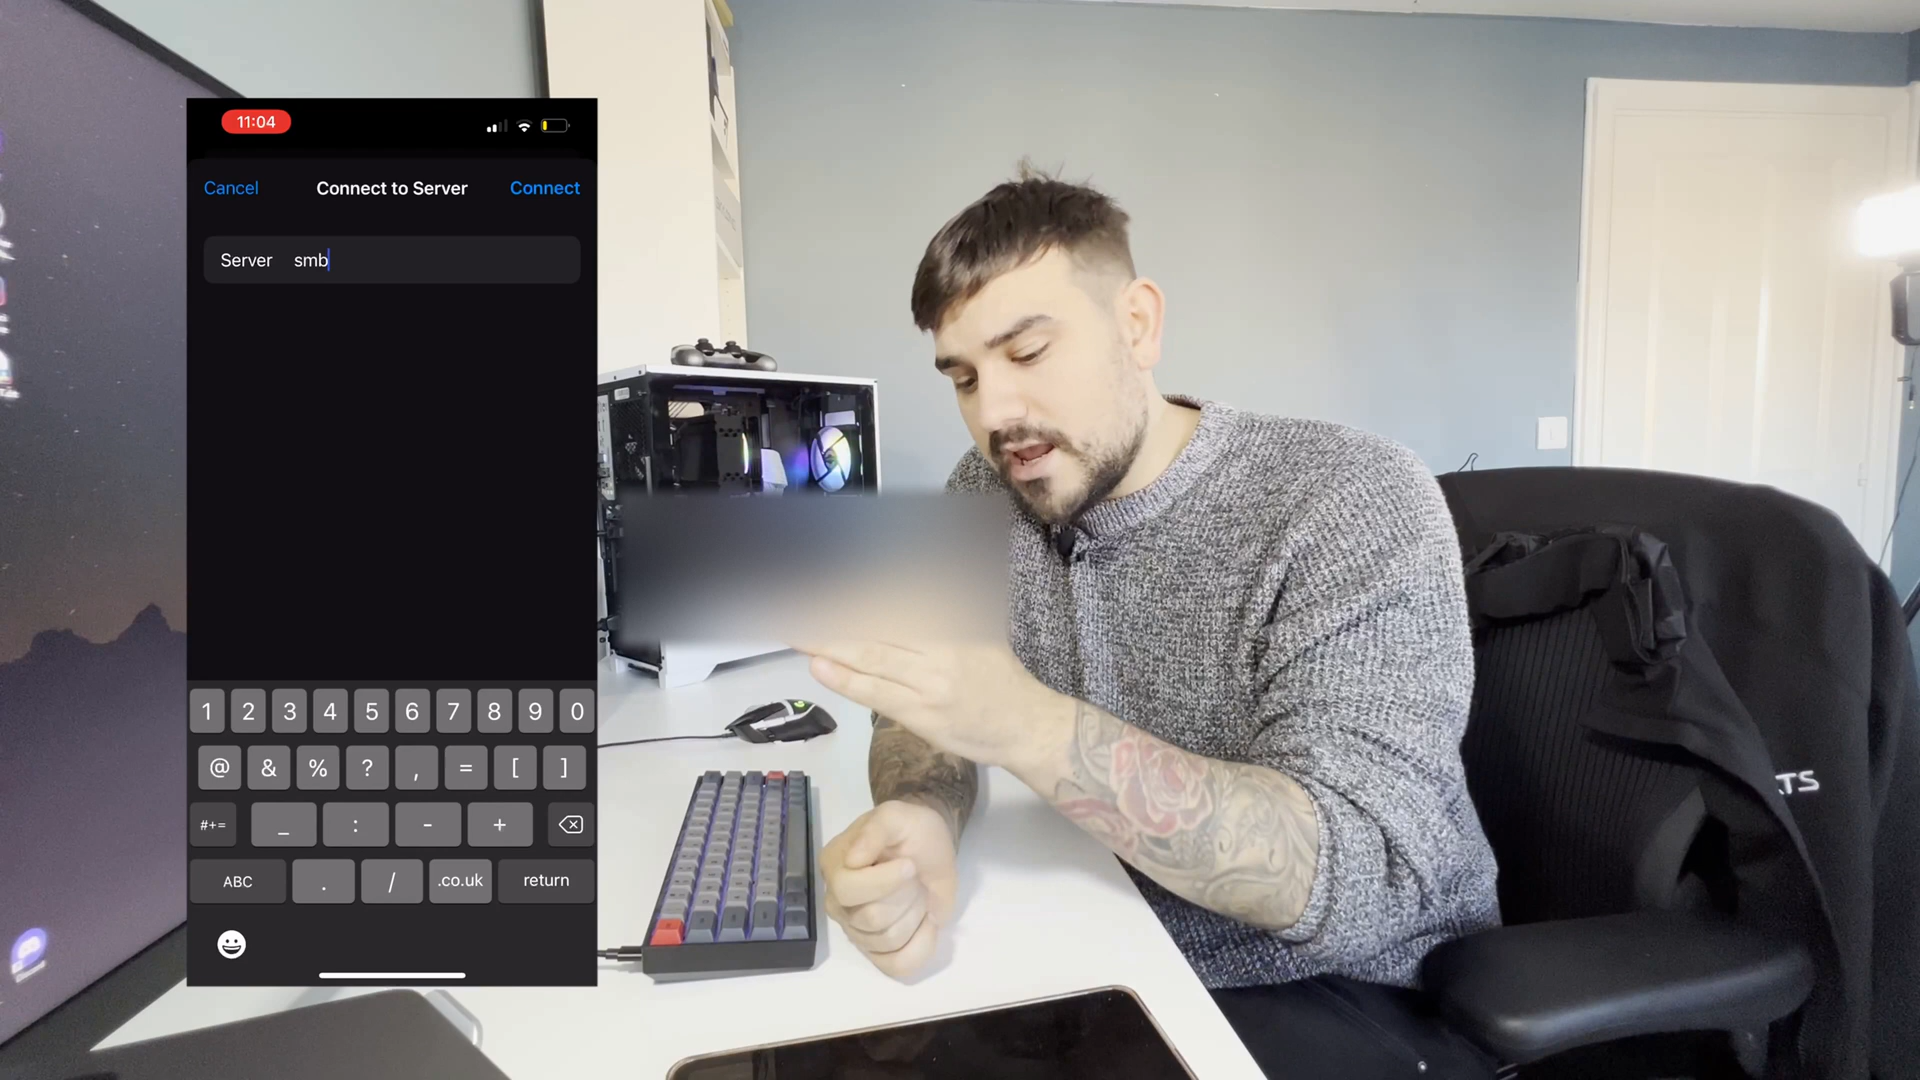 11:04
Cancel Connect to Server Connect
Server smb
1 2 3 4 5 6 7 8 9 0
@ & % ? , = [ ]
#+= _ : - +
ABC . / .co.uk return